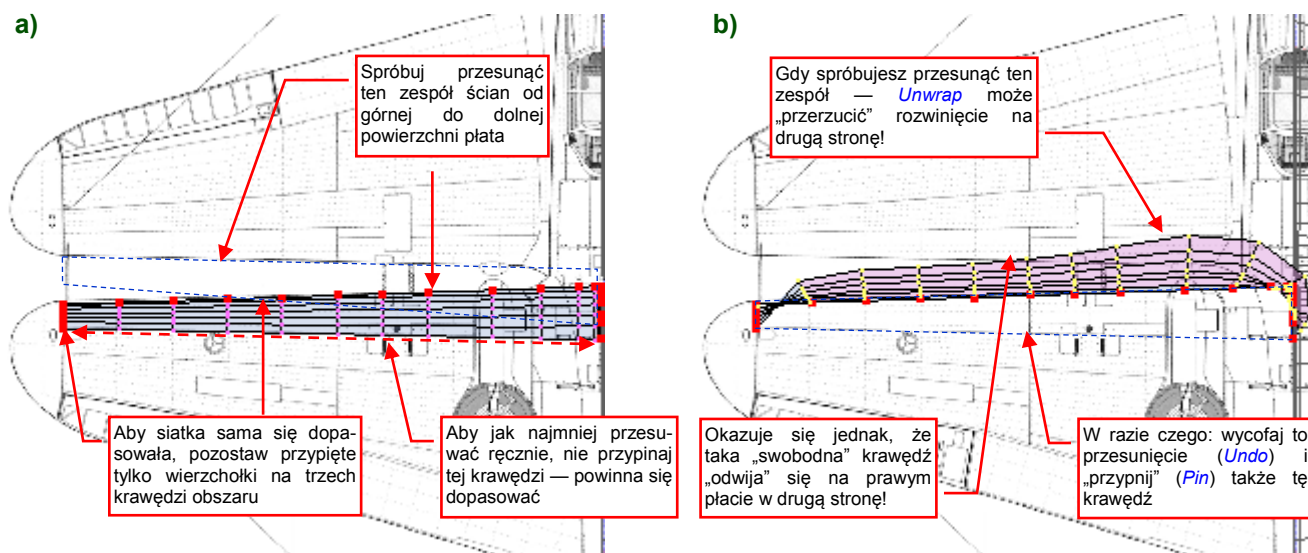 a)
Spróbuj przesunąć
ten zespół ścian od
górnej do dolnej
powierzchni płata
Aby siatka sama się dopa-
sowała, pozostaw przypięte
tylko wierzchołki na trzech
krawędzi obszaru
Aby jak najmniej przesu-
wać ręcznie, nie przypinaj
tej krawędzi — powinna się
dopasować
b)
Gdy spróbujesz przesunąć ten
zespół — Unwrap może
„przerzucić” rozwinięcie na
drugą stronę!
Okazuje się jednak, że
taka „swobodna” krawędź
„odwija” się na prawym
płacie w drugą stronę!
W razie czego: wycofaj to
przesunięcie (Undo) i
„przypnij” (Pin) także tę
krawędź